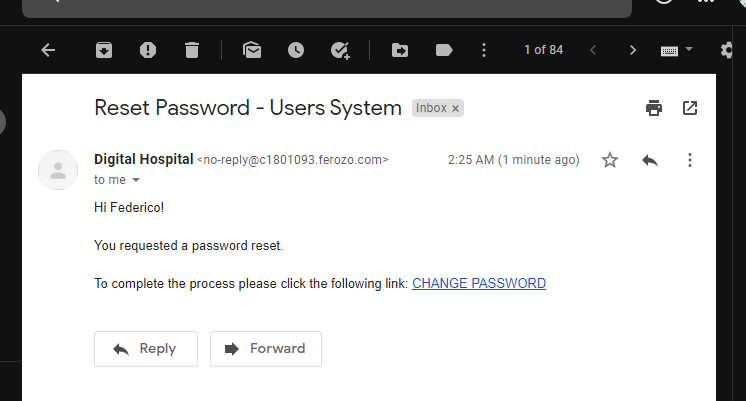 1 of 84
Reset Password - Users System Inbox x
Digital Hospital <no-reply@c1801093.ferozo.com> 2:25 AM (1 minute ago)
to me
Hi Federico!
You requested a password reset.
To complete the process please click the following link: CHANGE PASSWORD
Reply Forward